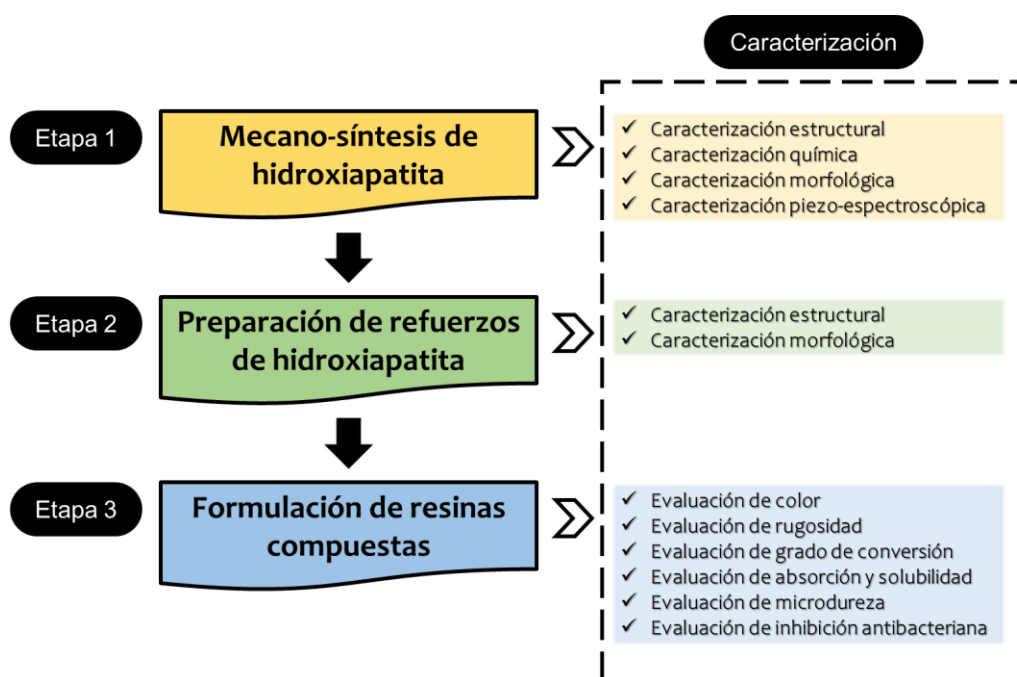 Caracterización
Etapa 1
Mecano-síntesis de
hidroxiapatita
✓ Caracterización estructural
✓ Caracterización química
✓ Caracterización morfológica
✓ Caracterización piezo-espectroscópica
Etapa 2
Preparación de refuerzos
de hidroxiapatita
✓ Caracterización estructural
✓ Caracterización morfológica
Etapa 3
Formulación de resinas
compuestas
✓ Evaluación de color
✓ Evaluación de rugosidad
✓ Evaluación de grado de conversión
✓ Evaluación de absorción y solubilidad
✓ Evaluación de microdureza
✓ Evaluación de inhibición antibacteriana